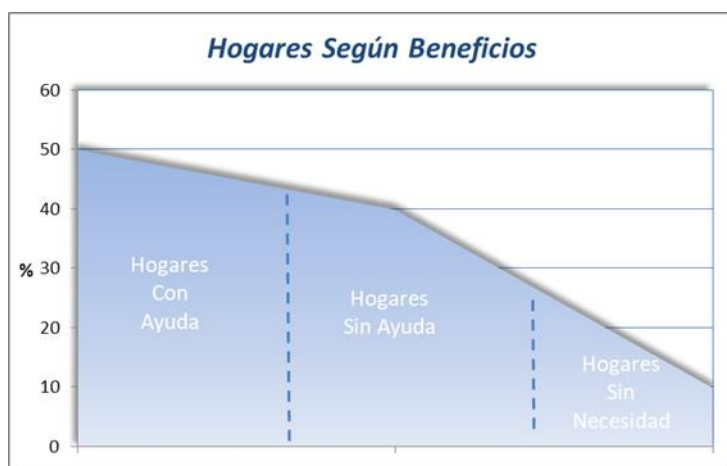 Hogares Según Beneficios
60
50
40
%
30
20
10
0
Hogares
Con
Ayuda
Hogares
Sin Ayuda
Hogares
Sin
Necesidad